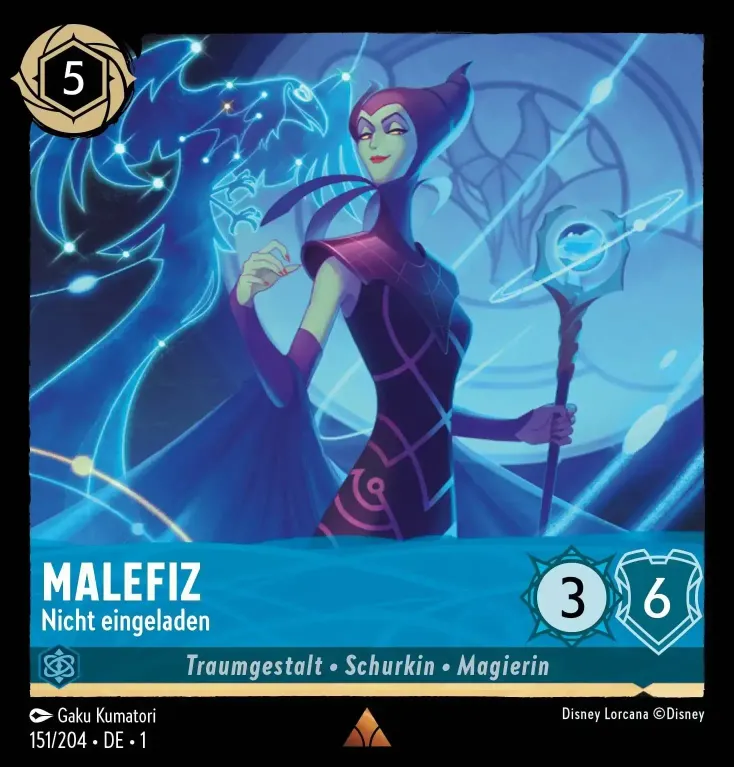 5
MALEFIZ
Nicht eingeladen
3
6
Traumgestalt • Schurkin • Magierin
Gaku Kumatori
Disney Lorcana ©Disney
151/204 • DE • 1